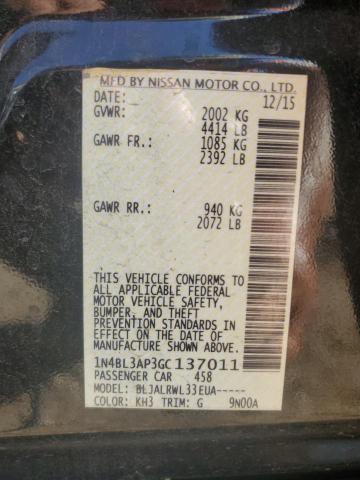 MFD BY NISSAN MOTOR CO., LTD.
DATE: 12/15
GVWR: 2002 KG
4414 LB
GAWR FR.: 1085 KG
2392 LB
GAWR RR.: 940 KG
2072 LB
THIS VEHICLE CONFORMS TO
ALL APPLICABLE FEDERAL
MOTOR VEHICLE SAFETY,
BUMPER, AND THEFT
PREVENTION STANDARDS IN
EFFECT ON THE DATE OF
MANUFACTURE SHOWN ABOVE.
1N4BL3AP3GC137011
PASSENGER CAR 458
MODEL: BLJALRWL33EUA-----
COLOR: KH3 TRIM: G 9N00A